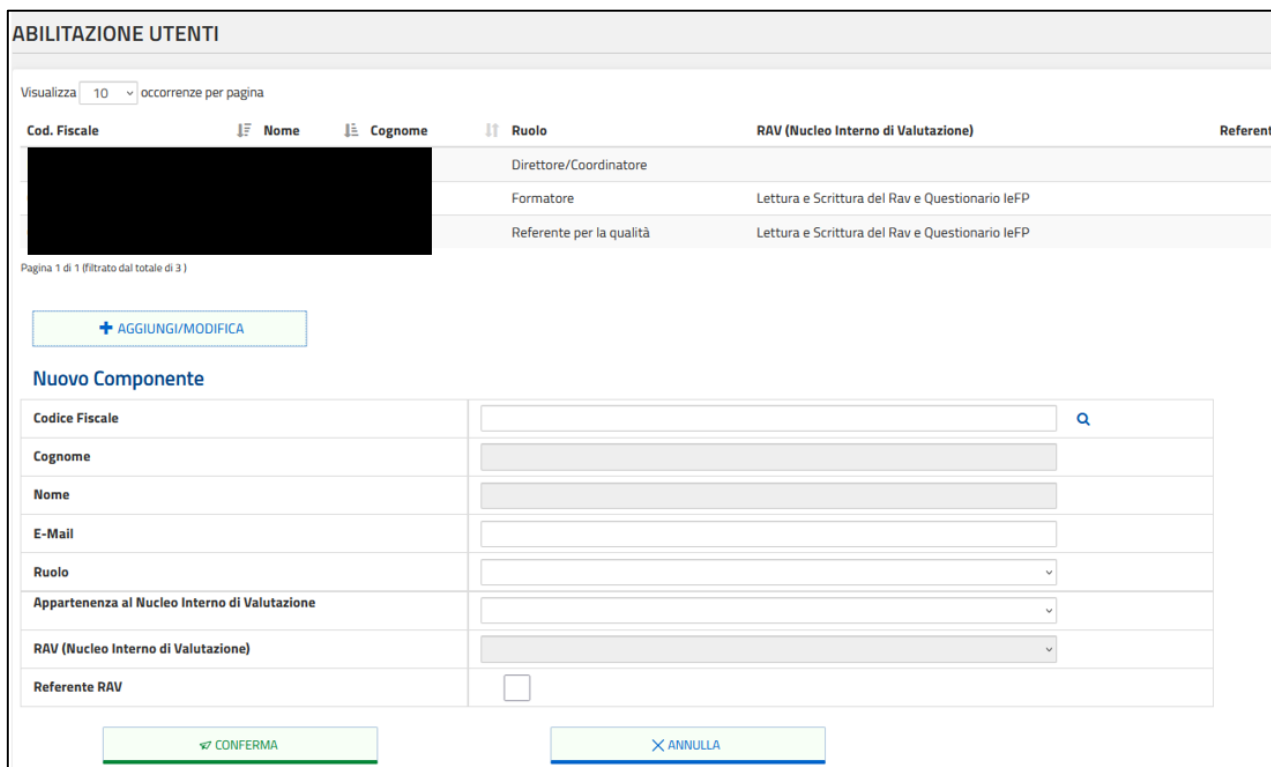 ABILITAZIONE UTENTI
Visualizza 10 occorrenze per pagina
Cod. Fiscale Nome Cognome Ruolo RAV (Nucleo Interno di Valutazione) Referent
Direttore/Coordinatore
Formatore Lettura e Scrittura del Rav e Questionario IeFP
Referente per la qualità Lettura e Scrittura del Rav e Questionario IeFP
Pagina 1 di 1 (filtrato dal totale di 3 )
+ AGGIUNGI/MODIFICA
Nuovo Componente
Codice Fiscale
Cognome
Nome
E-Mail
Ruolo
Appartenenza al Nucleo Interno di Valutazione
RAV (Nucleo Interno di Valutazione)
Referente RAV
CONFERMA ANNULLA